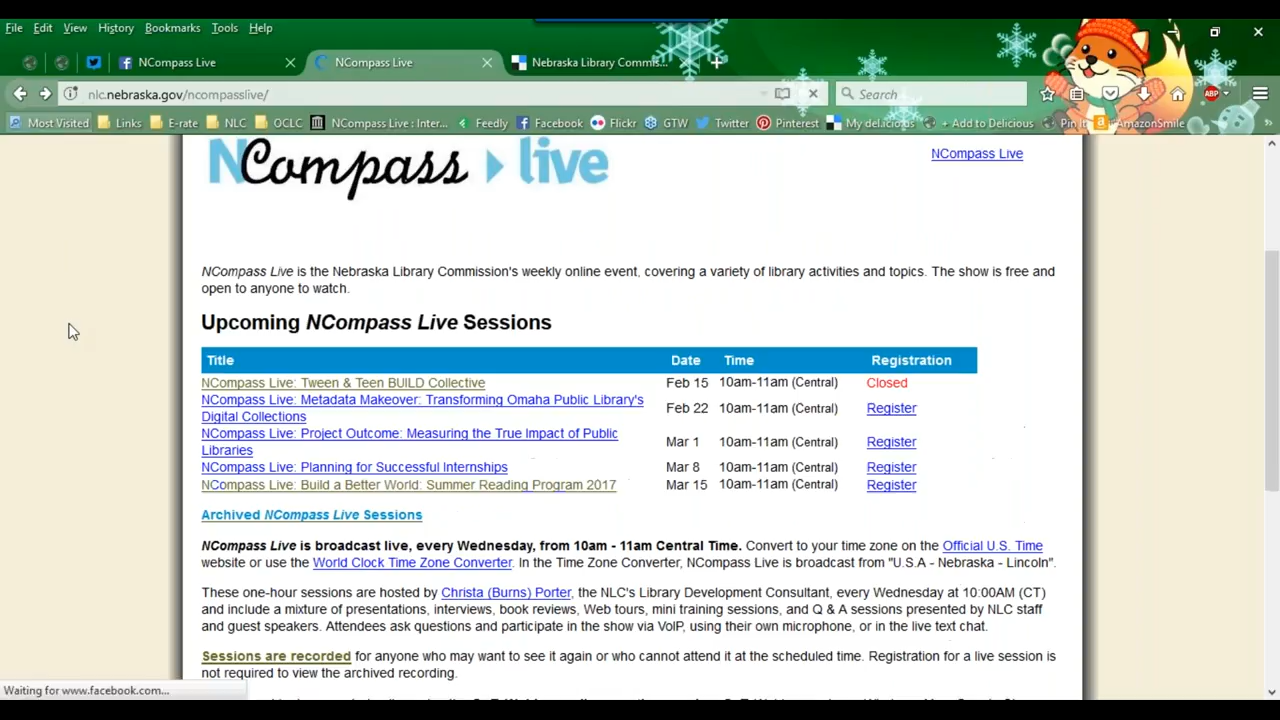 File Edit View History Bookmarks Tools Help
NCompass Live NCompass Live Nebraska Library Commis...
nlc.nebraska.gov/ncompasslive/ Search
Most Visited Links E-rate NLC OCLC NCompass Live : Inter... Feedly Facebook Flickr GTW Twitter Pinterest My del.icio.us + Add to Delicious Pin It AmazonSmile
NCompass live
NCompass Live
NCompass Live is the Nebraska Library Commission's weekly online event, covering a variety of library activities and topics. The show is free and
open to anyone to watch.
Upcoming NCompass Live Sessions
Title Date Time Registration
NCompass Live: Tween & Teen BUILD Collective Feb 15 10am-11am (Central) Closed
NCompass Live: Metadata Makeover: Transforming Omaha Public Library's
Digital Collections Feb 22 10am-11am (Central) Register
NCompass Live: Project Outcome: Measuring the True Impact of Public
Libraries Mar 1 10am-11am (Central) Register
NCompass Live: Planning for Successful Internships Mar 8 10am-11am (Central) Register
NCompass Live: Build a Better World: Summer Reading Program 2017 Mar 15 10am-11am (Central) Register
Archived NCompass Live Sessions
NCompass Live is broadcast live, every Wednesday, from 10am - 11am Central Time. Convert to your time zone on the Official U.S. Time
website or use the World Clock Time Zone Converter. In the Time Zone Converter, NCompass Live is broadcast from "U.S.A - Nebraska - Lincoln".
These one-hour sessions are hosted by Christa (Burns) Porter, the NLC's Library Development Consultant, every Wednesday at 10:00AM (CT)
and include a mixture of presentations, interviews, book reviews, Web tours, mini training sessions, and Q & A sessions presented by NLC staff
and guest speakers. Attendees ask questions and participate in the show via VoIP, using their own microphone, or in the live text chat.
Sessions are recorded for anyone who may want to see it again or who cannot attend it at the scheduled time. Registration for a live session is
not required to view the archived recording.
Waiting for www.facebook.com...